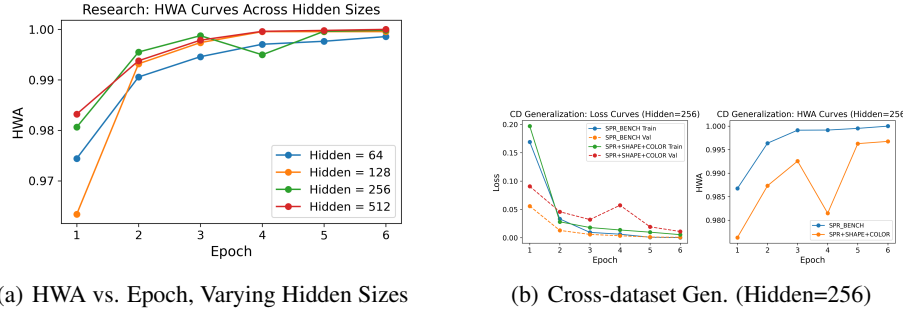 Research: HWA Curves Across Hidden Sizes
1.00
0.99
0.98
0.97
HWA
Hidden = 64
Hidden = 128
Hidden = 256
Hidden = 512
1 2 3 4 5 6
Epoch
CD Generalization: Loss Curves (Hidden=256)
0.20
0.15
0.10
0.05
0.00
Loss
SPR_BENCH Train
SPR_BENCH Val
SPR+SHAPE+COLOR Train
SPR+SHAPE+COLOR Val
1 2 3 4 5 6
Epoch
CD Generalization: HWA Curves (Hidden=256
1.000
0.995
0.990
0.985
0.980
HWA
SPR_BENCH
SPR+SHAPE+COLOR
1 2 3 4 5 6
Epoch
a) HWA vs. Epoch, Varying Hidden Sizes
(b) Cross-dataset Gen. (Hidden=256)